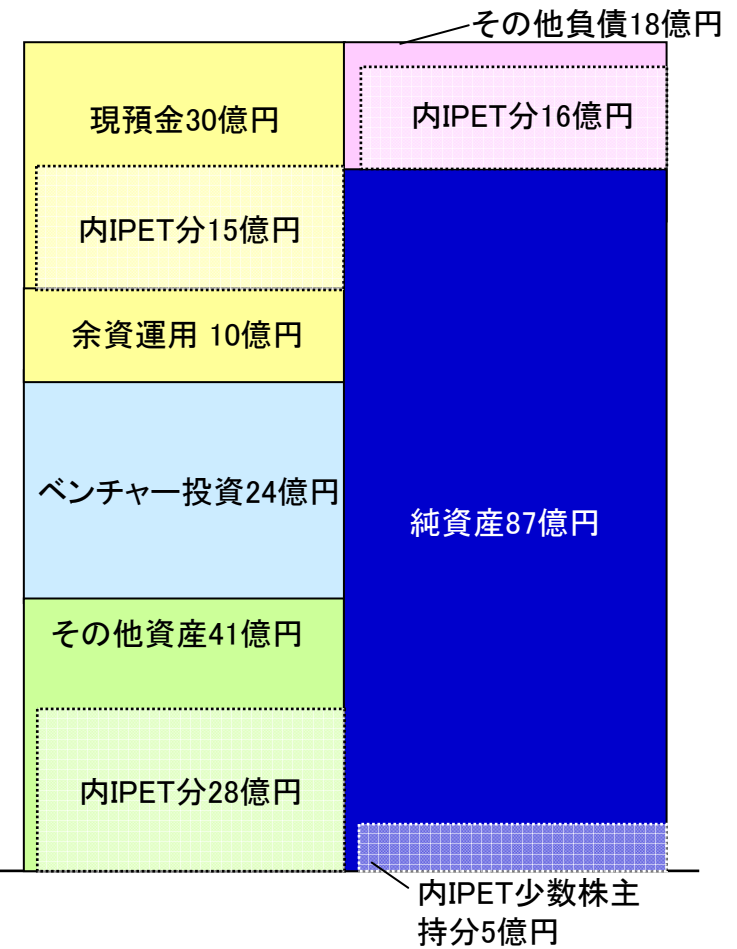 その他負債18億円
現預金30億円
内IPET分16億円
内IPET分15億円
余資運用 10億円
ベンチャー投資24億円
純資産87億円
その他資産41億円
内IPET分28億円
内IPET少数株主
持分5億円